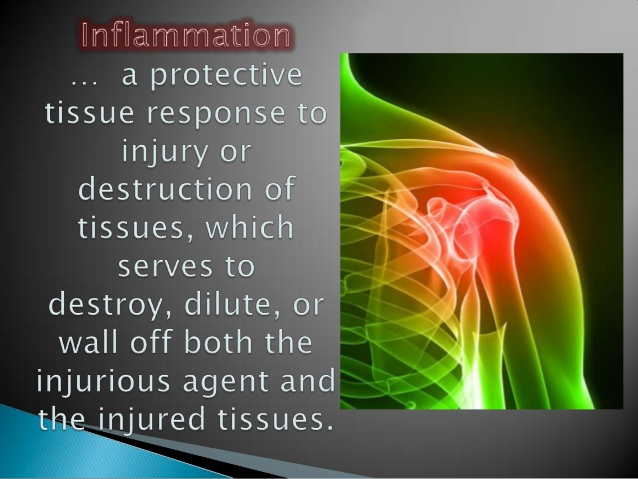 Inflammation
… a protective
tissue response to
injury or
destruction of
tissues, which
serves to
destroy, dilute, or
wall off both the
injurious agent and
the injured tissues.